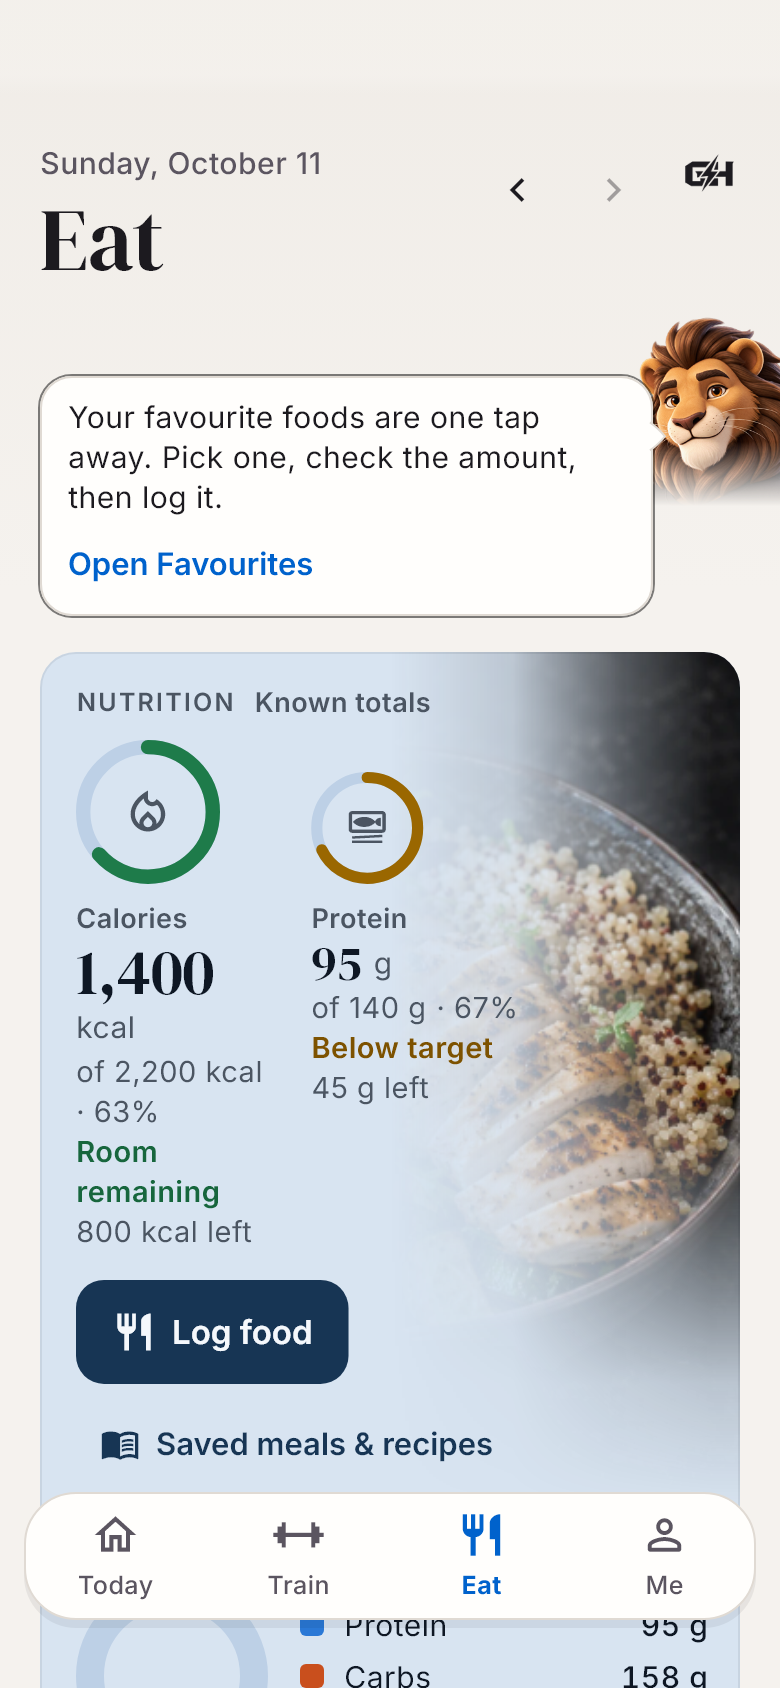 Sunday, October 11
GH
Eat
Your favourite foods are one tap
away. Pick one, check the amount,
then log it.
Open Favourites
NUTRITION Known totals
Calories
1,400
kcal
of 2,200 kcal
· 63%
Room
remaining
800 kcal left
Protein
95 g
of 140 g · 67%
Below target
45 g left
Log food
Saved meals & recipes
Today
Train
Eat
Me
Protein 95 g
Carbs 158 g